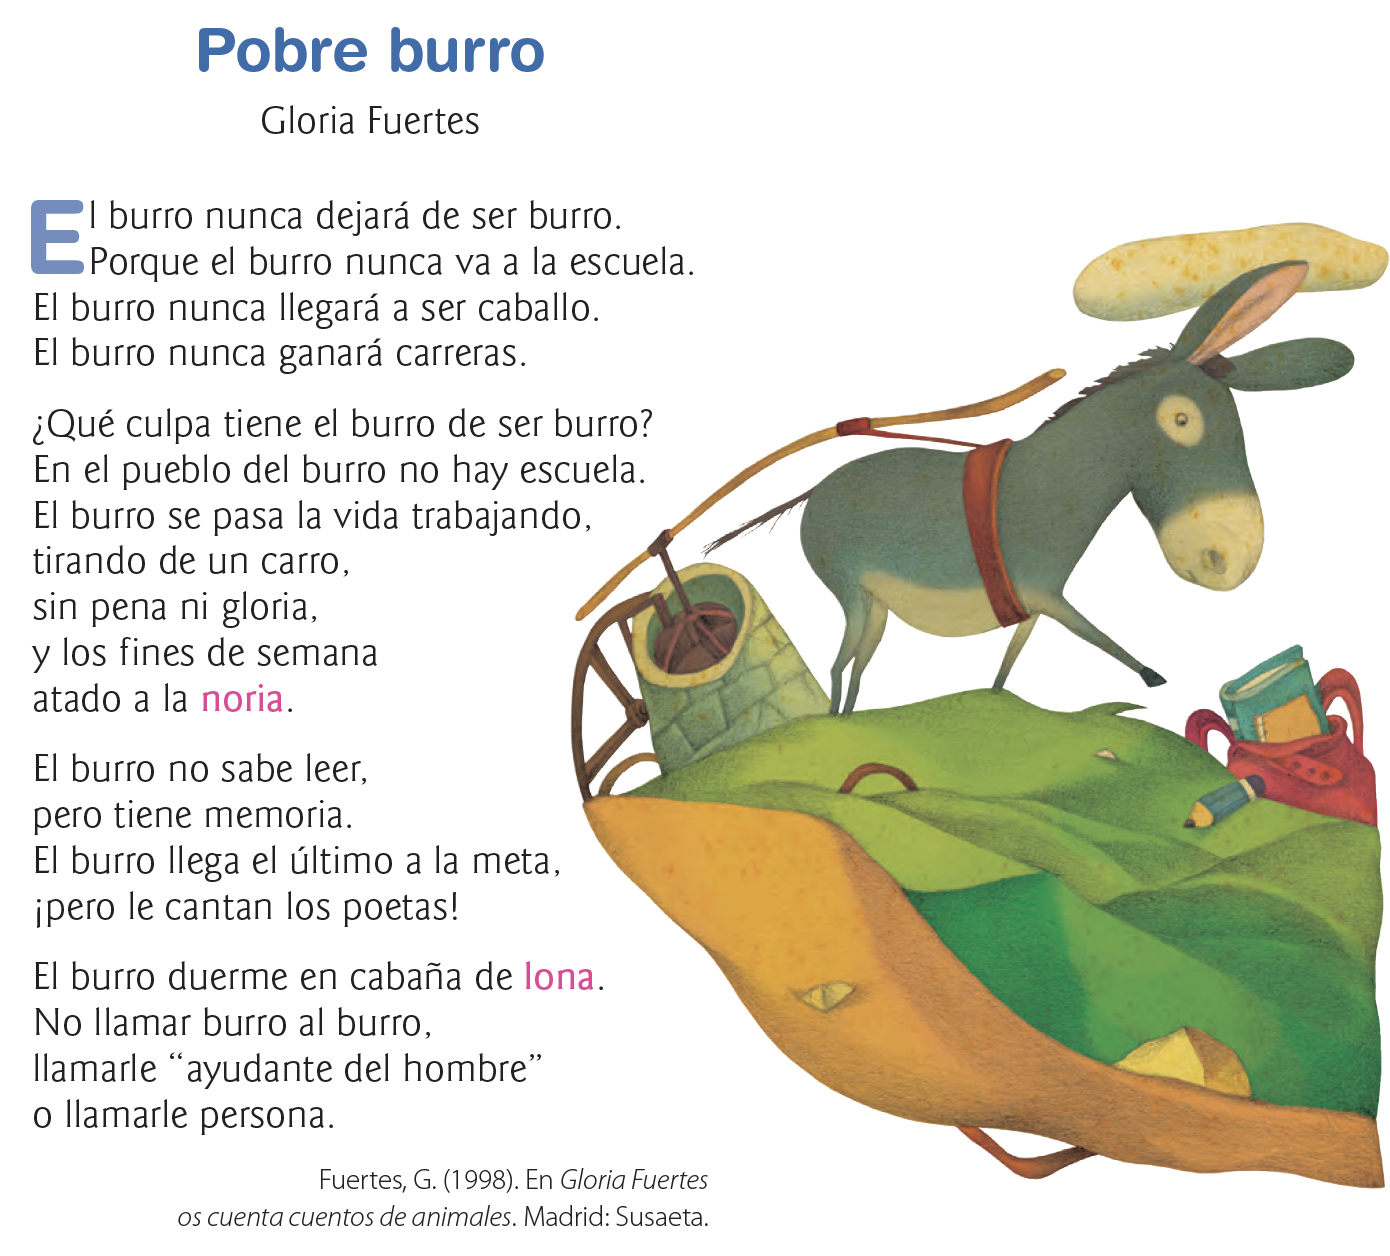 Pobre burro
Gloria Fuertes
El burro nunca dejará de ser burro.
Porque el burro nunca va a la escuela.
El burro nunca llegará a ser caballo.
El burro nunca ganará carreras.
¿Qué culpa tiene el burro de ser burro?
En el pueblo del burro no hay escuela.
El burro se pasa la vida trabajando,
tirando de un carro,
sin pena ni gloria,
y los fines de semana
atado a la noria.
El burro no sabe leer,
pero tiene memoria.
El burro llega el último a la meta,
¡pero le cantan los poetas!
El burro duerme en cabaña de lona.
No llamar burro al burro,
llamarle “ayudante del hombre”
o llamarle persona.
Fuertes, G. (1998). En Gloria Fuertes
os cuenta cuentos de animales. Madrid: Susaeta.